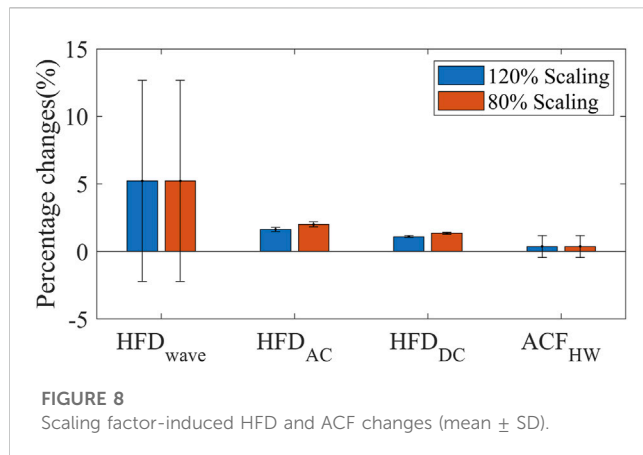 15
10
5
0
-5
Percentage changes(%)
120% Scaling
80% Scaling
HFDwave
HFDAC
HFDDC
ACFHW
FIGURE 8
Scaling factor-induced HFD and ACF changes (mean ± SD).